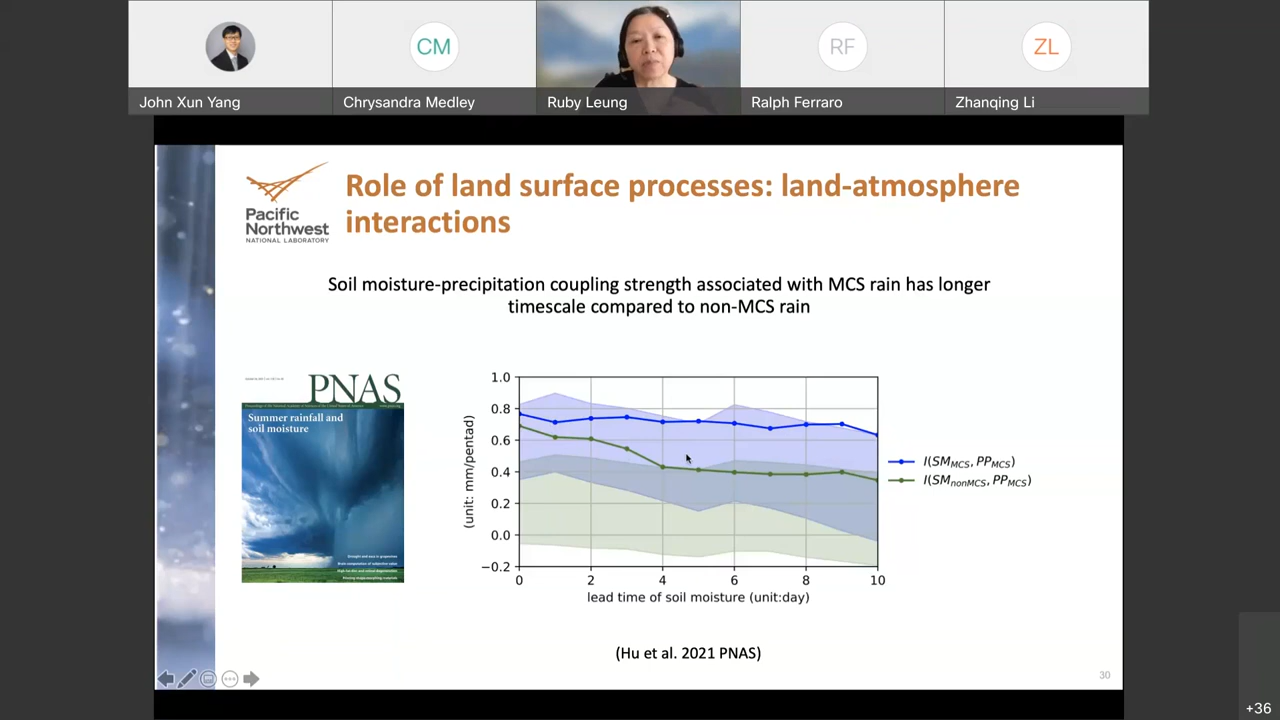 CM
RF
ZL
John Xun Yang
Chrysandra Medley
Ruby Leung
Ralph Ferraro
Zhanqing Li
Pacific
Northwest
NATIONAL LABORATORY
Role of land surface processes: land-atmosphere
interactions
Soil moisture-precipitation coupling strength associated with MCS rain has longer
timescale compared to non-MCS rain
PNAS
Summer rainfall and
soil moisture
(unit: mm/pentad)
1.0
0.8
0.6
0.4
0.2
0.0
−0.2
0 2 4 6 8 10
lead time of soil moisture (unit:day)
I(SM_MCS, PP_MCS)
I(SM_nonMCS, PP_MCS)
(Hu et al. 2021 PNAS)
30
+36